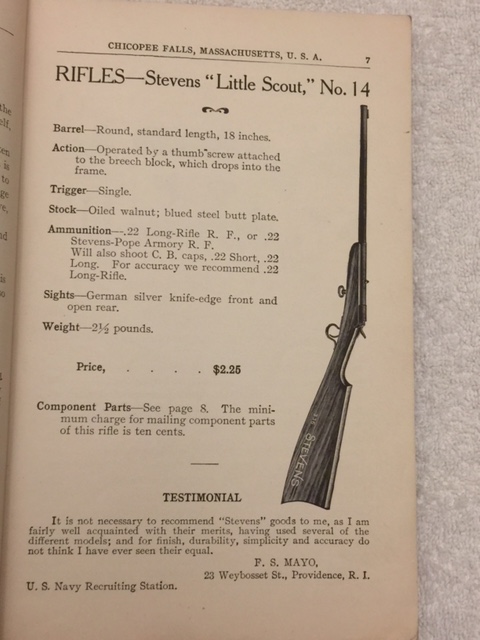 CHICOPEE FALLS, MASSACHUSETTS, U. S. A. 7
RIFLES—Stevens “Little Scout,” No. 14
Barrel—Round, standard length, 18 inches.
Action—Operated by a thumb screw attached
to the breech block, which drops into the
frame.
Trigger—Single.
Stock—Oiled walnut; blued steel butt plate.
Ammunition—.22 Long-Rifle R. F., or .22
Stevens-Pope Armory R. F.
Will also shoot C. B. caps, .22 Short, .22
Long. For accuracy we recommend .22
Long-Rifle.
Sights—German silver knife-edge front and
open rear.
Weight—2½ pounds.
Price, . . . . $2.25
Component Parts—See page 8. The mini-
mum charge for mailing component parts
of this rifle is ten cents.
STEVENS
TESTIMONIAL
It is not necessary to recommend “Stevens” goods to me, as I am
fairly well acquainted with their merits, having used several of the
different models; and for finish, durability, simplicity and accuracy do
not think I have ever seen their equal.
F. S. MAYO,
23 Weybosset St., Providence, R. I.
U. S. Navy Recruiting Station.